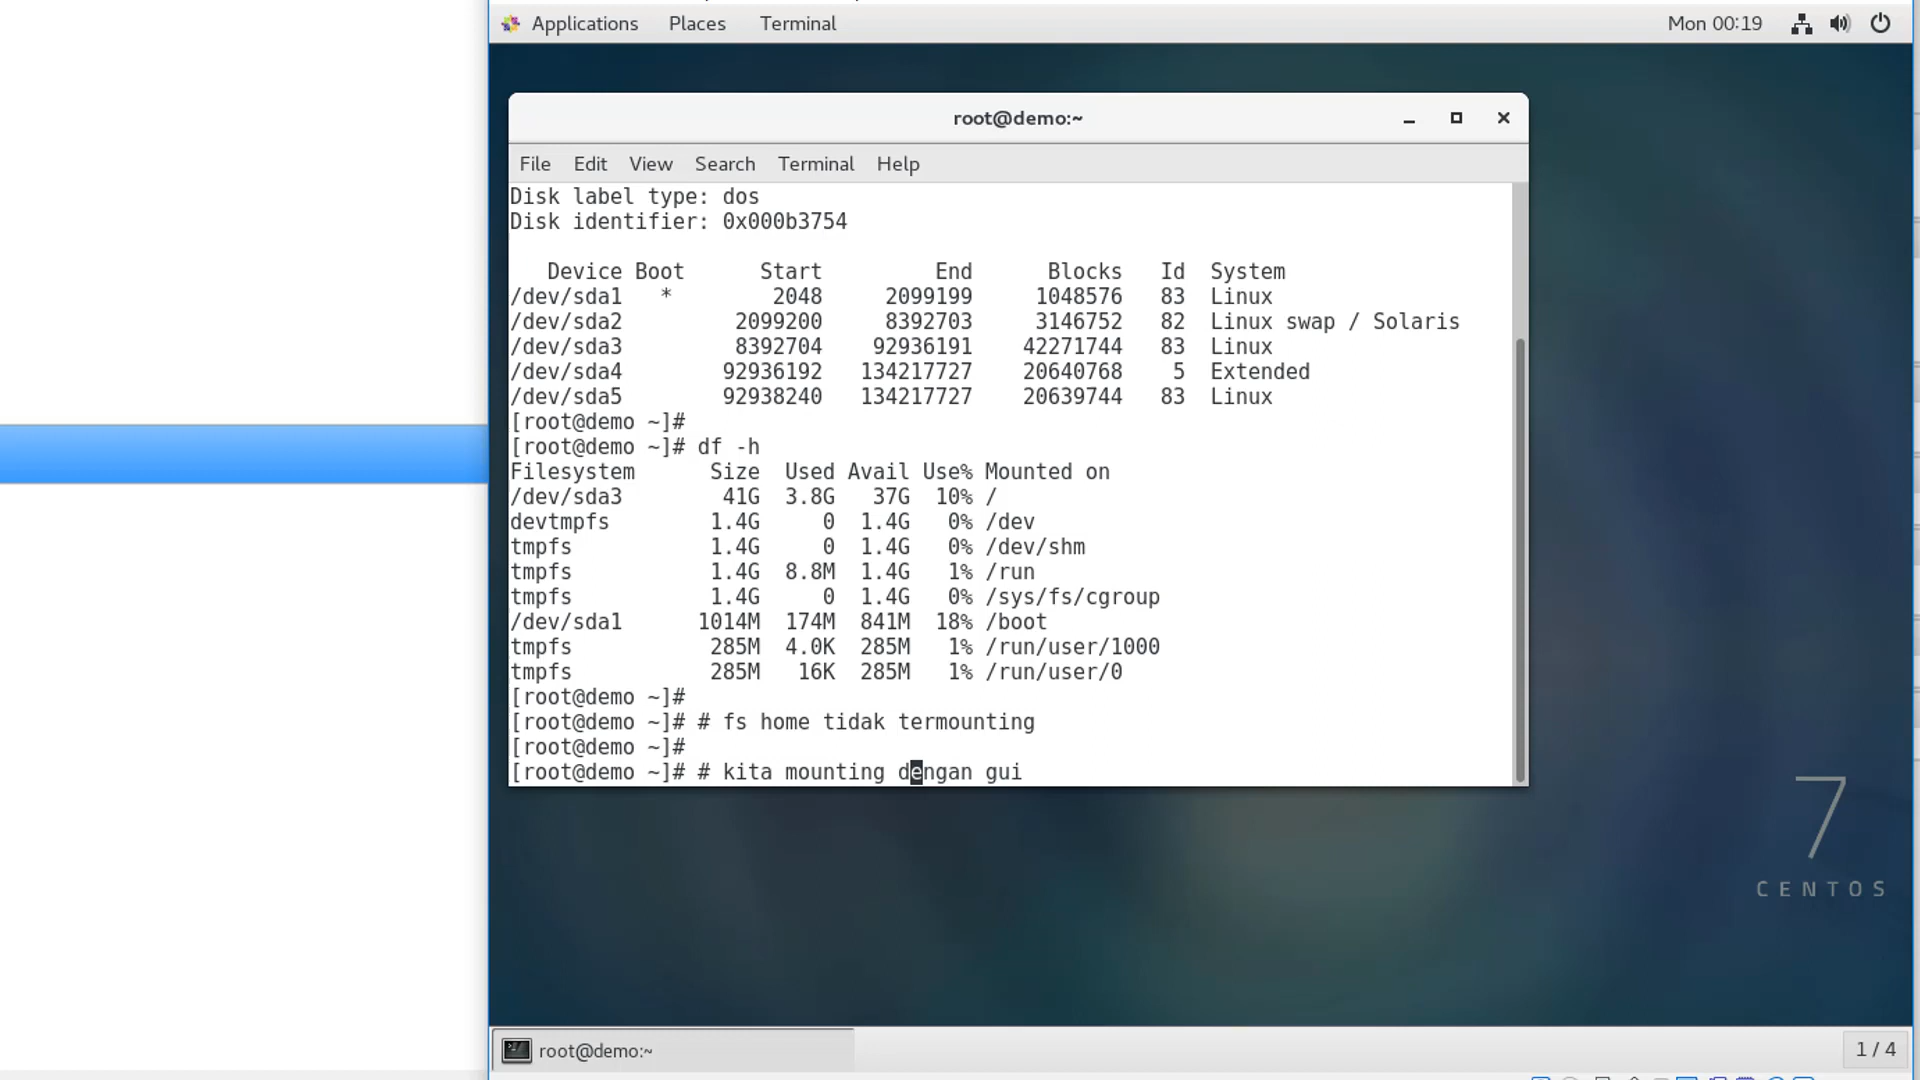 Applications Places Terminal Mon 00:19
root@demo:~
File Edit View Search Terminal Help
Disk label type: dos
Disk identifier: 0x000b3754
Device Boot Start End Blocks Id System
/dev/sda1 * 2048 2099199 1048576 83 Linux
/dev/sda2 2099200 8392703 3146752 82 Linux swap / Solaris
/dev/sda3 8392704 92936191 42271744 83 Linux
/dev/sda4 92936192 134217727 20640768 5 Extended
/dev/sda5 92938240 134217727 20639744 83 Linux
[root@demo ~]#
[root@demo ~]# df -h
Filesystem Size Used Avail Use% Mounted on
/dev/sda3 41G 3.8G 37G 10% /
devtmpfs 1.4G 0 1.4G 0% /dev
tmpfs 1.4G 0 1.4G 0% /dev/shm
tmpfs 1.4G 8.8M 1.4G 1% /run
tmpfs 1.4G 0 1.4G 0% /sys/fs/cgroup
/dev/sda1 1014M 174M 841M 18% /boot
tmpfs 285M 4.0K 285M 1% /run/user/1000
tmpfs 285M 16K 285M 1% /run/user/0
[root@demo ~]#
[root@demo ~]# # fs home tidak termounting
[root@demo ~]#
[root@demo ~]# # kita mounting dengan gui
7
CENTOS
root@demo:~
1 / 4